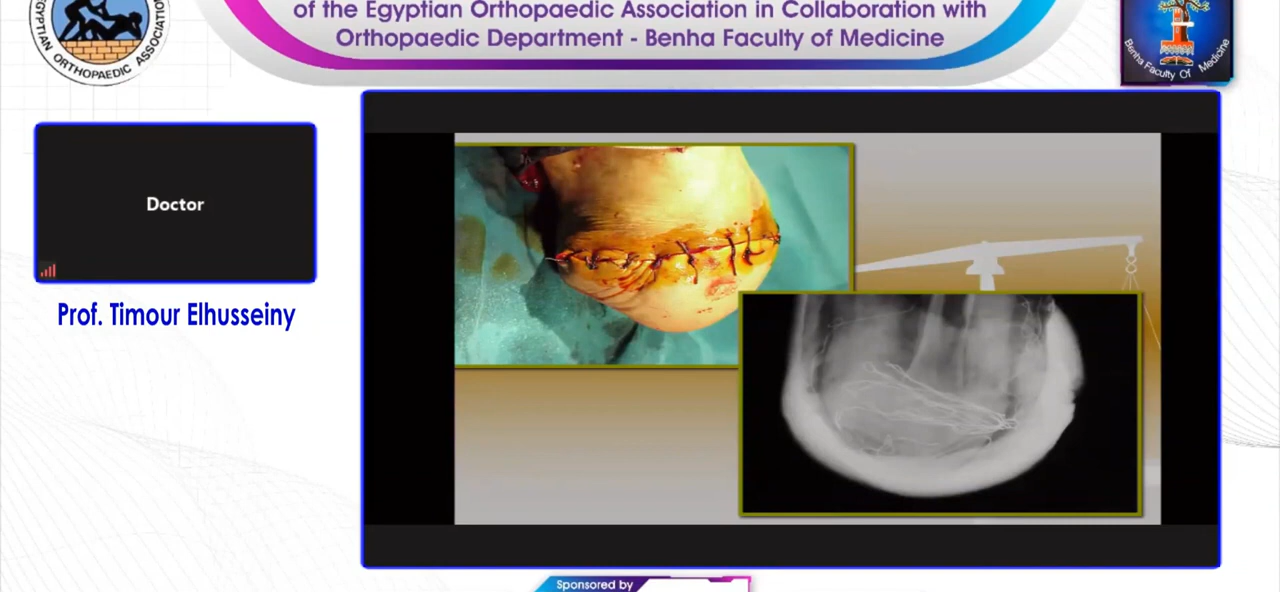 of the Egyptian Orthopaedic Association in Collaboration with
Orthopaedic Department - Benha Faculty of Medicine
EGYPTIAN ORTHOPAEDIC ASSOCIATION
Benha Faculty Of Medicine
Doctor
Prof. Timour Elhusseiny
Sponsored by